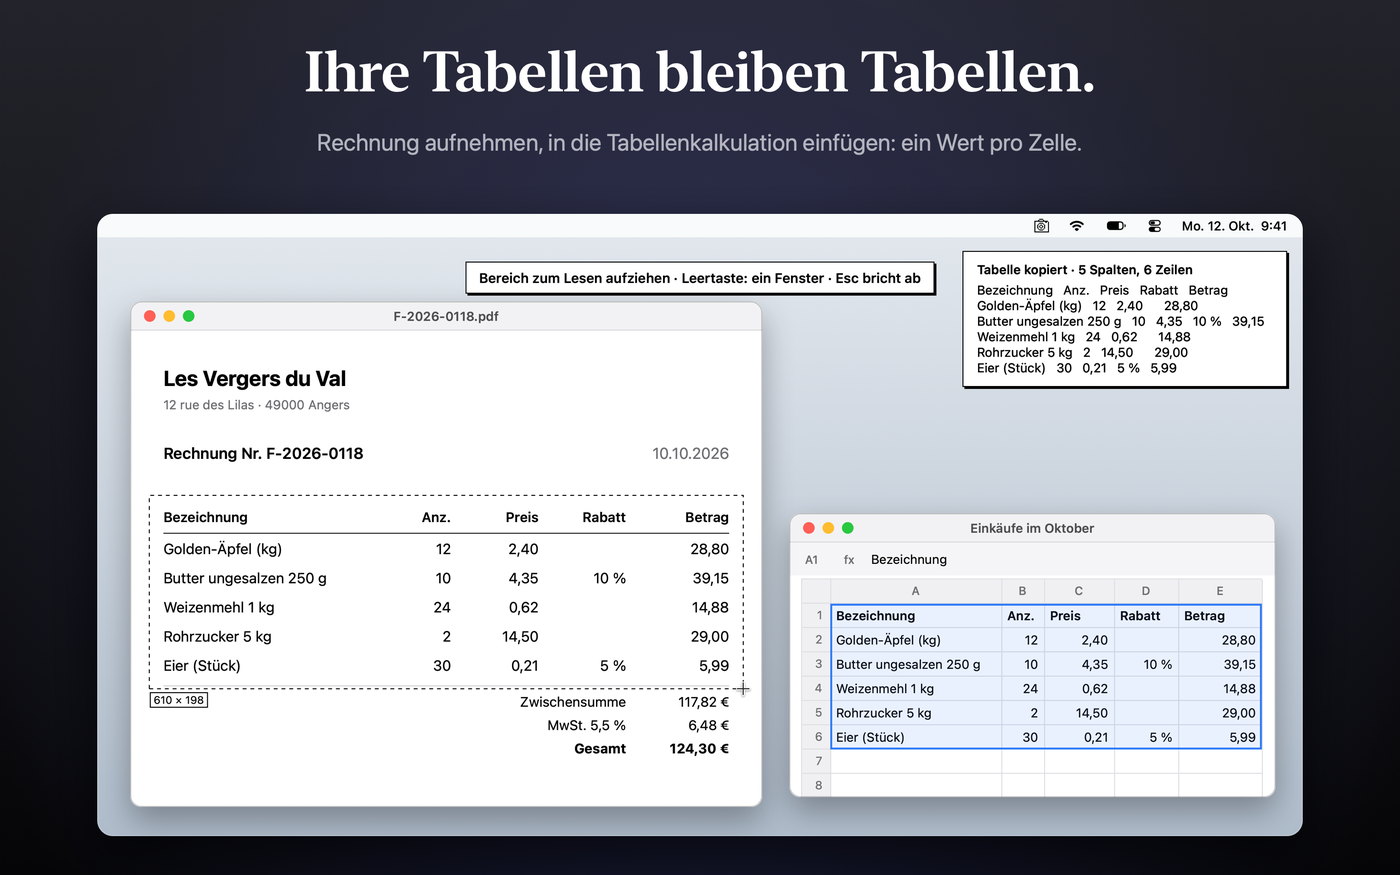 Ihre Tabellen bleiben Tabellen.
Rechnung aufnehmen, in die Tabellenkalkulation einfügen: ein Wert pro Zelle.
Mo. 12. Okt. 9:41
Bereich zum Lesen aufziehen · Leertaste: ein Fenster · Esc bricht ab
Tabelle kopiert · 5 Spalten, 6 Zeilen
Bezeichnung Anz. Preis Rabatt Betrag
Golden-Äpfel (kg) 12 2,40 28,80
Butter ungesalzen 250 g 10 4,35 10 % 39,15
Weizenmehl 1 kg 24 0,62 14,88
Rohrzucker 5 kg 2 14,50 29,00
Eier (Stück) 30 0,21 5 % 5,99
F-2026-0118.pdf
Les Vergers du Val
12 rue des Lilas · 49000 Angers
Rechnung Nr. F-2026-0118 10.10.2026
Bezeichnung Anz. Preis Rabatt Betrag
Golden-Äpfel (kg) 12 2,40 28,80
Butter ungesalzen 250 g 10 4,35 10 % 39,15
Weizenmehl 1 kg 24 0,62 14,88
Rohrzucker 5 kg 2 14,50 29,00
Eier (Stück) 30 0,21 5 % 5,99
610 × 198
Zwischensumme 117,82 €
MwSt. 5,5 % 6,48 €
Gesamt 124,30 €
Einkäufe im Oktober
A1 fx Bezeichnung
A B C D E
1 Bezeichnung Anz. Preis Rabatt Betrag
2 Golden-Äpfel (kg) 12 2,40 28,80
3 Butter ungesalzen 250 g 10 4,35 10 % 39,15
4 Weizenmehl 1 kg 24 0,62 14,88
5 Rohrzucker 5 kg 2 14,50 29,00
6 Eier (Stück) 30 0,21 5 % 5,99
7
8